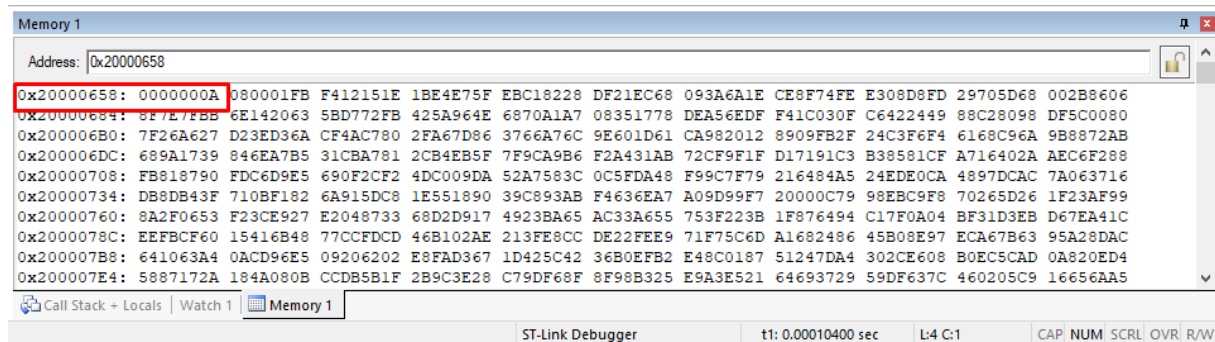 Memory 1
Address: 0x20000658
0x20000658: 0000000A 080001FB F412151E 1BE4E75F EBC18228 DF21EC68 093A6A1E CE8F74FE E308D8FD 29705D68 002B8606
0x20000684: 8F7E7FBB 6E142063 5BD772FB 425A964E 6870A1A7 08351778 DEA56EDF F41C030F C6422449 88C28098 DF5C0080
0x200006B0: 7F26A627 D23ED36A CF4AC780 2FA67D86 3766A76C 9E601D61 CA982012 8909FB2F 24C3F6F4 6168C96A 9B8872AB
0x200006DC: 689A1739 846EA7B5 31CBA781 2CB4EB5F 7F9CA9B6 F2A431AB 72CF9F1F D17191C3 B38581CF A716402A AEC6F288
0x20000708: FB818790 FDC6D9E5 690F2CF2 4DC009DA 52A7583C 0C5FDA48 F99C7F79 216484A5 24EDE0CA 4897DCAC 7A063716
0x20000734: DB8DB43F 710BF182 6A915DC8 1E551890 39C893AB F4636EA7 A09D99F7 20000C79 98EBC9F8 70265D26 1F23AF99
0x20000760: 8A2F0653 F23CE927 E2048733 68D2D917 4923BA65 AC33A655 753F223B 1F876494 C17F0A04 BF31D3EB D67EA41C
0x2000078C: EEFBCF60 15416B48 77CCFDCD 46B102AE 213FE8CC DE22FEE9 71F75C6D A1682486 45B08E97 ECA67B63 95A28DAC
0x200007B8: 641063A4 0ACD96E5 09206202 E8FAD367 1D425CF2 36B0EFB2 E48C0187 51247DA4 302CE608 B0EC5CAD 0A820ED4
0x200007E4: 5887172A 184A080B CCDB5B1F 2B9C3E28 C79DF68F 8F98B325 E9A3E521 64693729 59DF637C 460205C9 16656AA5
Call Stack + Locals Watch 1 Memory 1
ST-Link Debugger t1: 0.00010400 sec L:4 C:1 CAP NUM SCRL OVR R/W